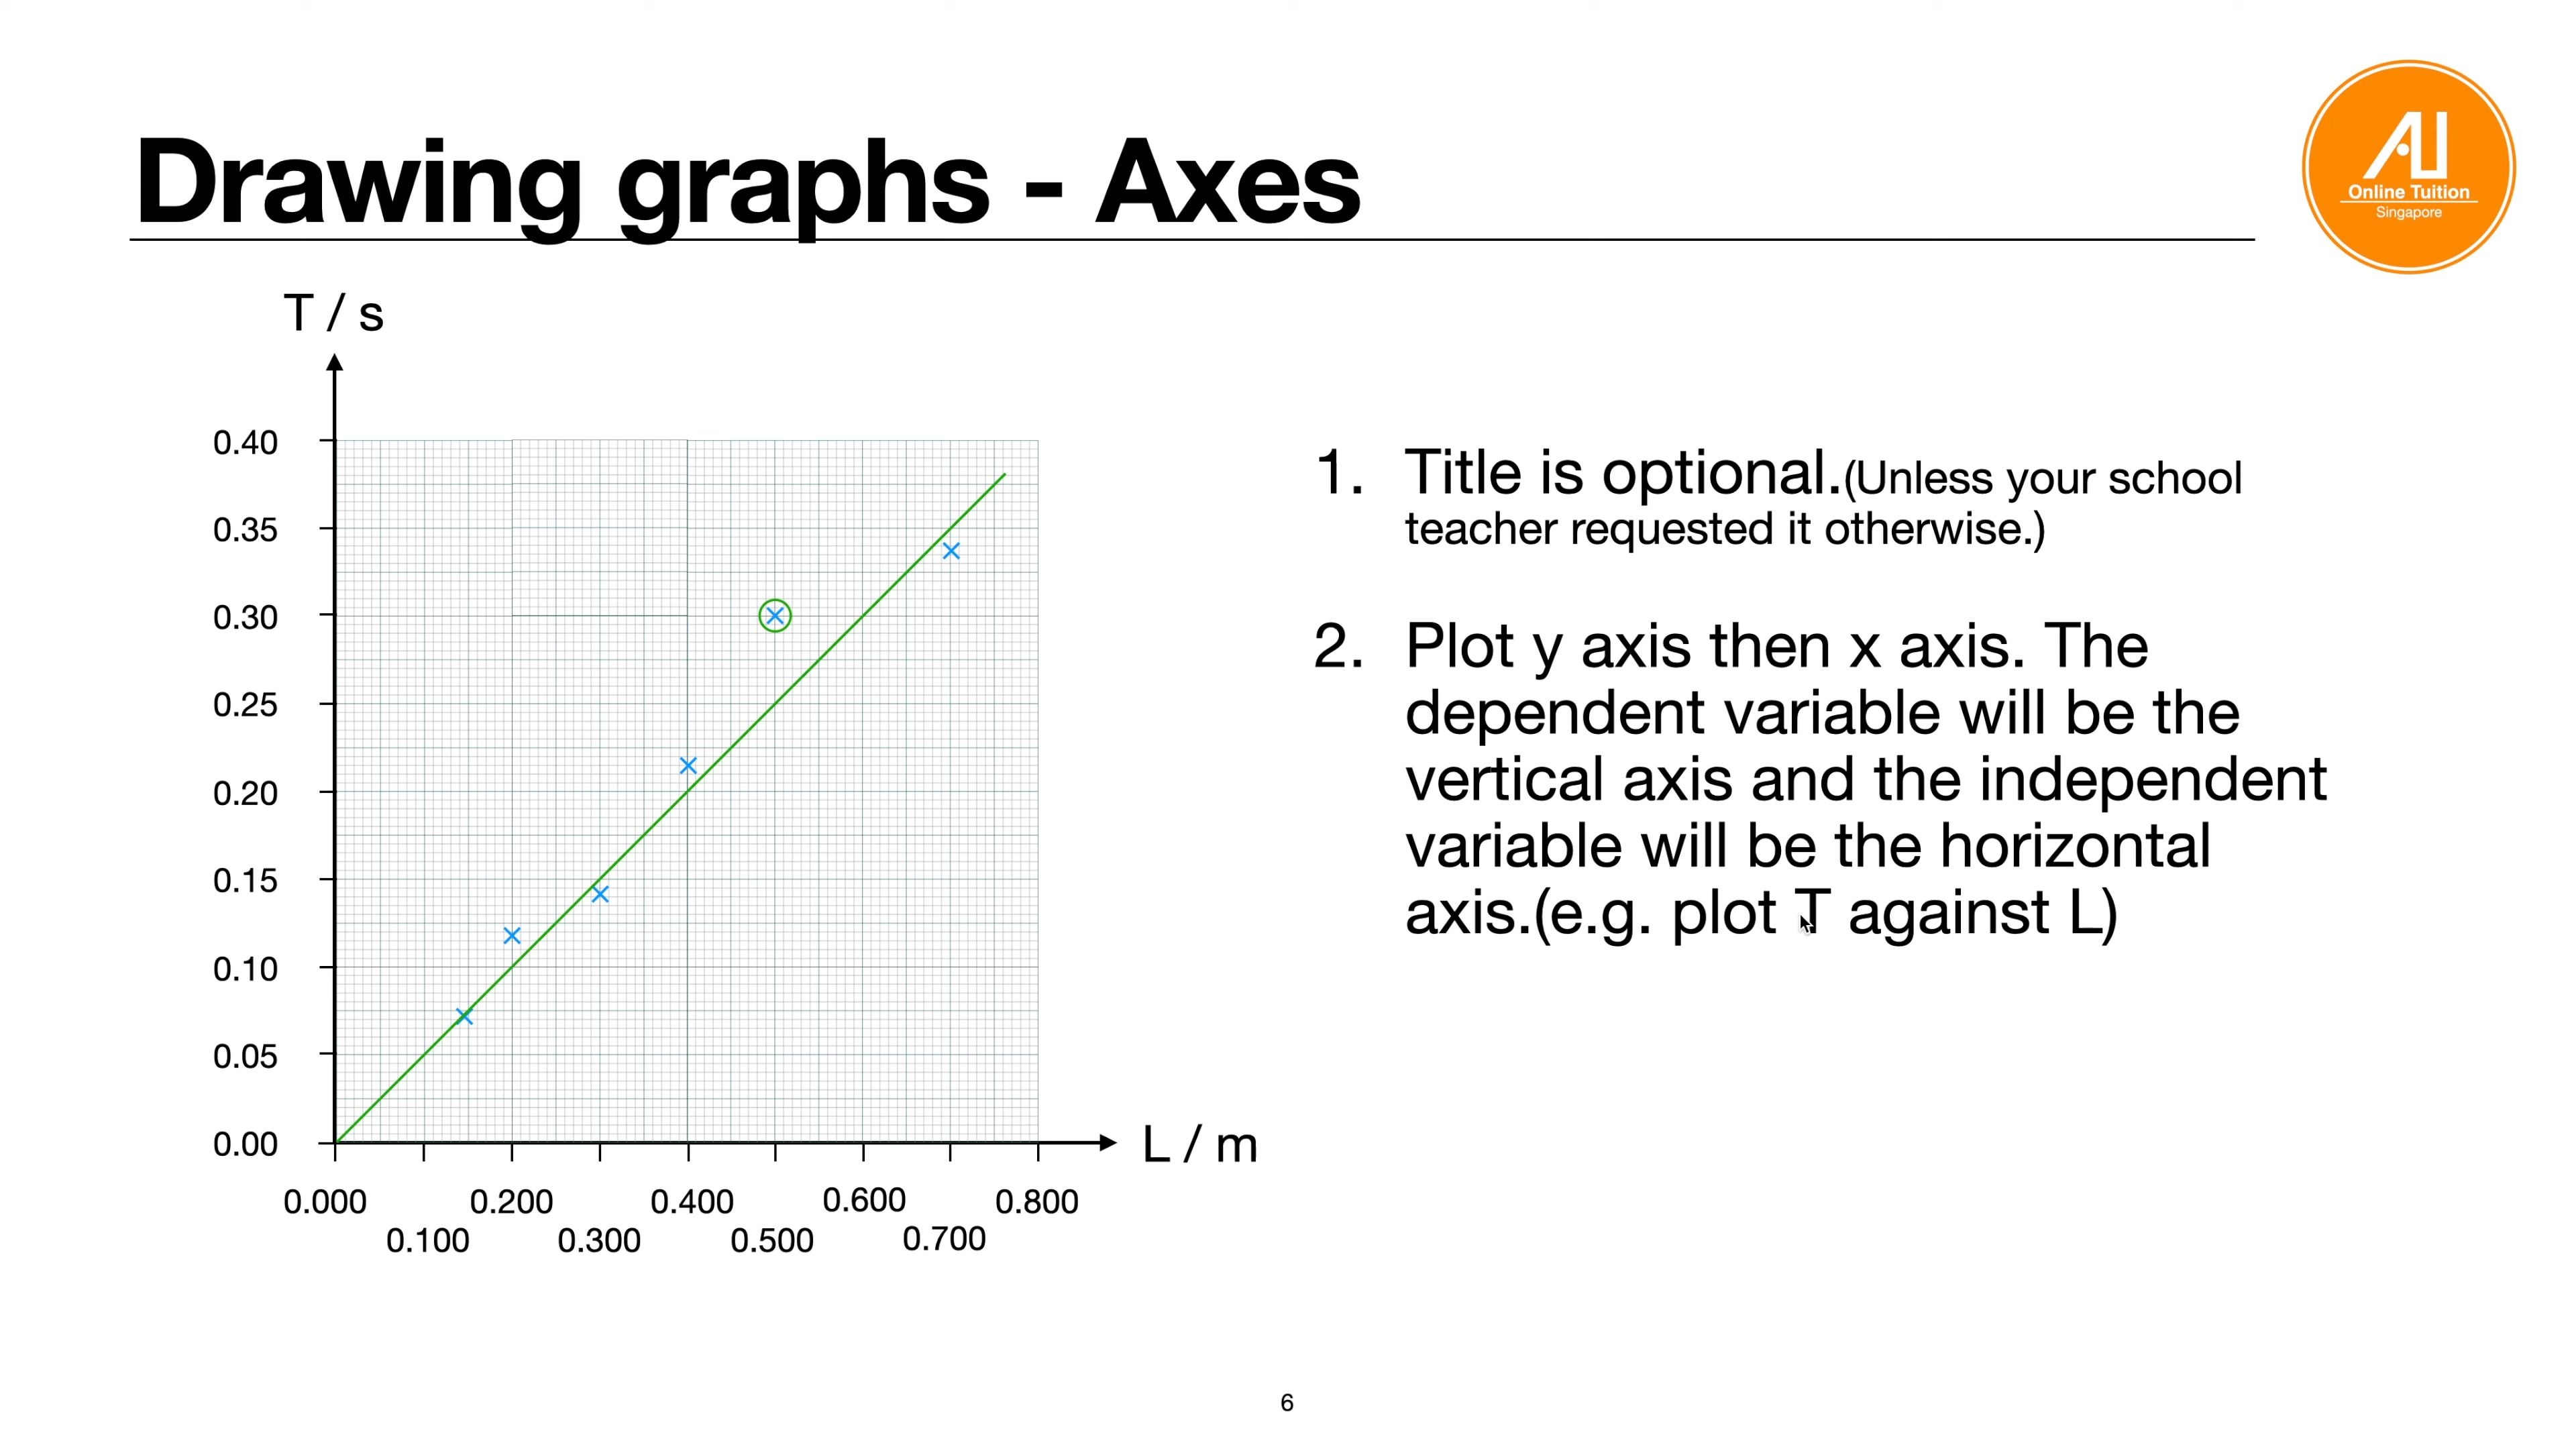 Drawing graphs - Axes
AI
Online Tuition
Singapore
T / s
0.40
0.35
0.30
0.25
0.20
0.15
0.10
0.05
0.00
L / m
0.000 0.200 0.400 0.600 0.800
0.100 0.300 0.500 0.700
1. Title is optional.(Unless your school
teacher requested it otherwise.)
2. Plot y axis then x axis. The
dependent variable will be the
vertical axis and the independent
variable will be the horizontal
axis.(e.g. plot T against L)
6